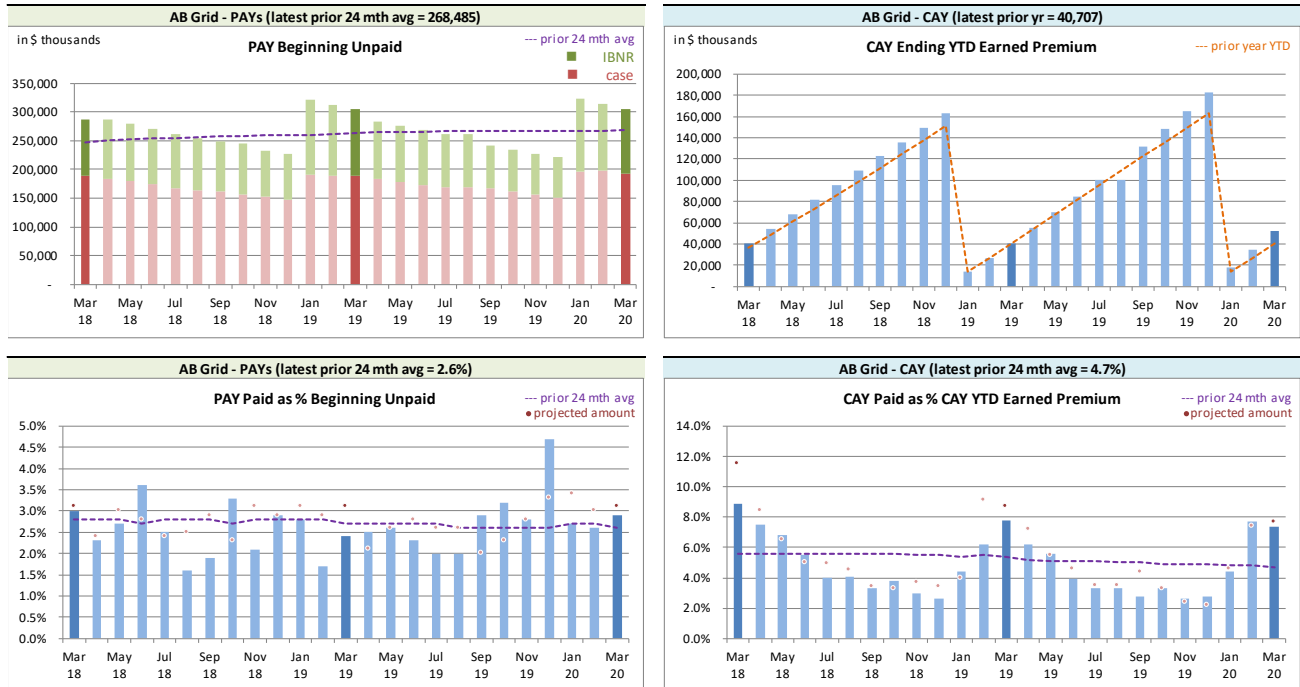 AB Grid - PAYs (latest prior 24 mth avg = 268,485)
in $ thousands
PAY Beginning Unpaid
--- prior 24 mth avg
IBNR
case
350,000
300,000
250,000
200,000
150,000
100,000
50,000
-
Mar May Jul Sep Nov Jan Mar May Jul Sep Nov Jan Mar
18 18 18 18 18 19 19 19 19 19 19 20 20
AB Grid - CAY (latest prior yr = 40,707)
in $ thousands
CAY Ending YTD Earned Premium
--- prior year YTD
200,000
180,000
160,000
140,000
120,000
100,000
80,000
60,000
40,000
20,000
-
Mar May Jul Sep Nov Jan Mar May Jul Sep Nov Jan Mar
18 18 18 18 18 19 19 19 19 19 19 20 20
AB Grid - PAYs (latest prior 24 mth avg = 2.6%)
PAY Paid as % Beginning Unpaid
--- prior 24 mth avg
•projected amount
5.0%
4.5%
4.0%
3.5%
3.0%
2.5%
2.0%
1.5%
1.0%
0.5%
0.0%
Mar May Jul Sep Nov Jan Mar May Jul Sep Nov Jan Mar
18 18 18 18 18 19 19 19 19 19 19 20 20
AB Grid - CAY (latest prior 24 mth avg = 4.7%)
CAY Paid as % CAY YTD Earned Premium
--- prior 24 mth avg
•projected amount
14.0%
12.0%
10.0%
8.0%
6.0%
4.0%
2.0%
0.0%
Mar May Jul Sep Nov Jan Mar May Jul Sep Nov Jan Mar
18 18 18 18 18 19 19 19 19 19 19 20 20